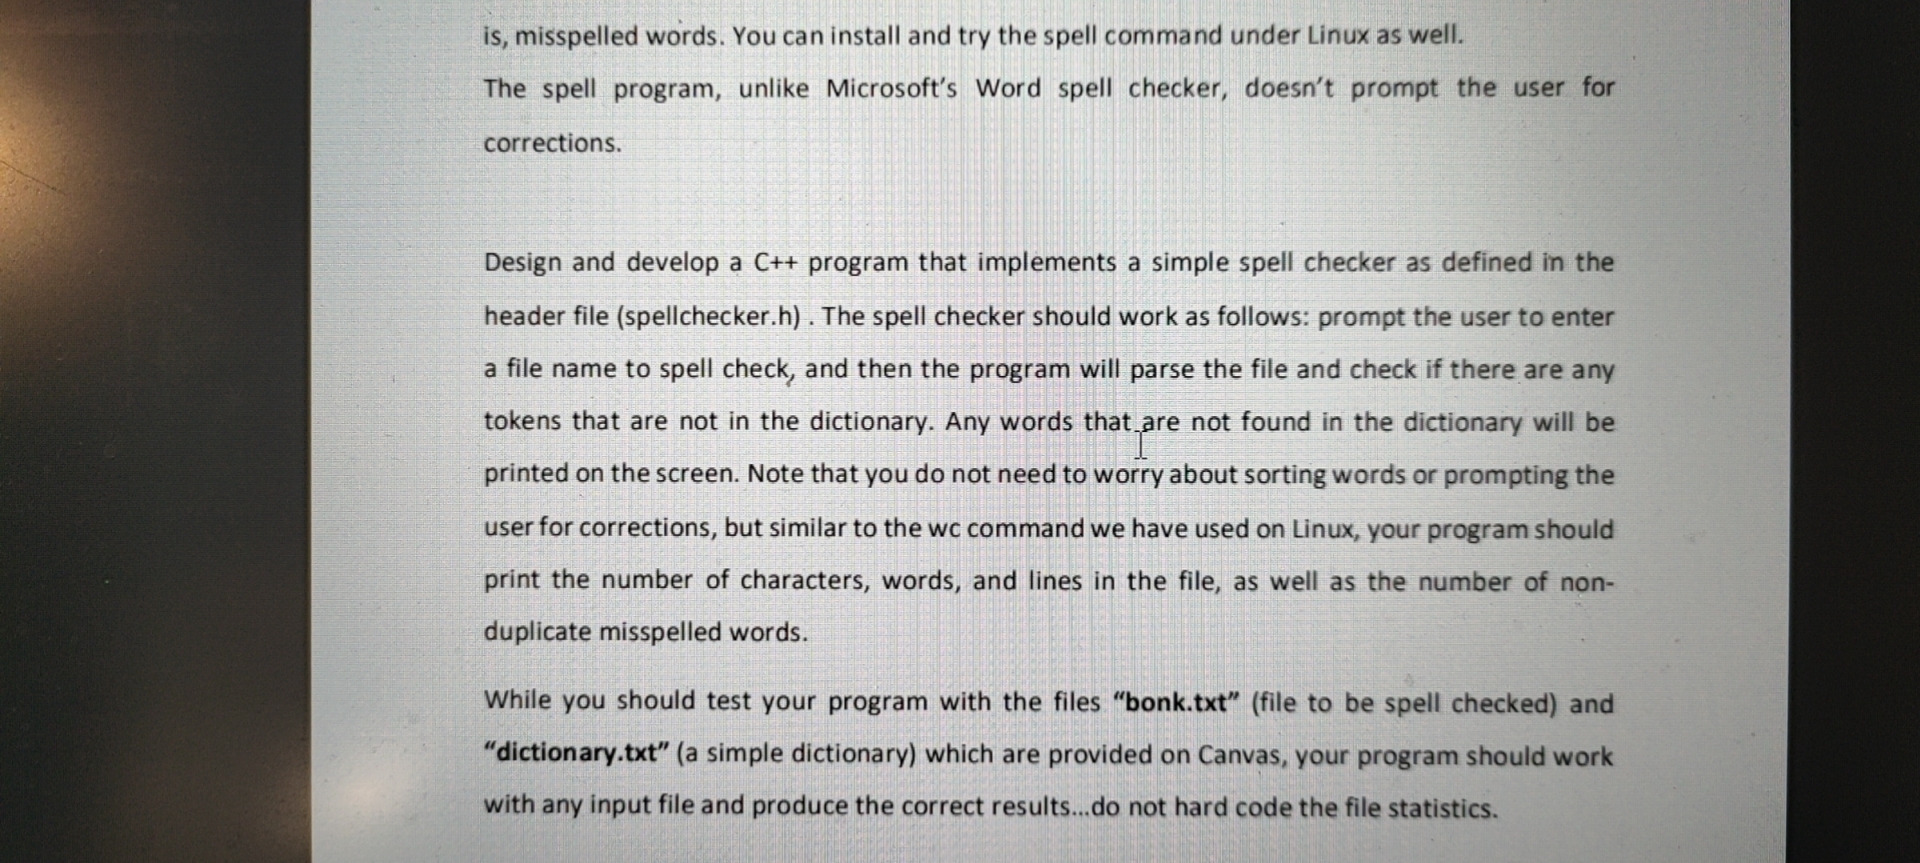 is, misspelled words. You can install and try the spell command under Linux as well.
The spell program, unlike Microsoft's Word spell checker, doesn't prompt the user for
corrections.
Design and develop a C++ program that implements a simple spell checker as defined in the
header file (spellchecker.h) . The spell checker should work as follows: prompt the user to enter
a file name to spell check, and then the program will parse the file and check if there are any
tokens that are not in the dictionary. Any words that are not found in the dictionary will be
printed on the screen. Note that you do not need to worry about sorting words or prompting the
user for corrections, but similar to the wc command we have used on Linux, your program should
print the number of characters, words, and lines in the file, as well as the number of non-
duplicate misspelled words.
While you should test your program with the files “bonk.txt” (file to be spell checked) and
“dictionary.txt” (a simple dictionary) which are provided on Canvas, your program should work
with any input file and produce the correct results...do not hard code the file statistics.